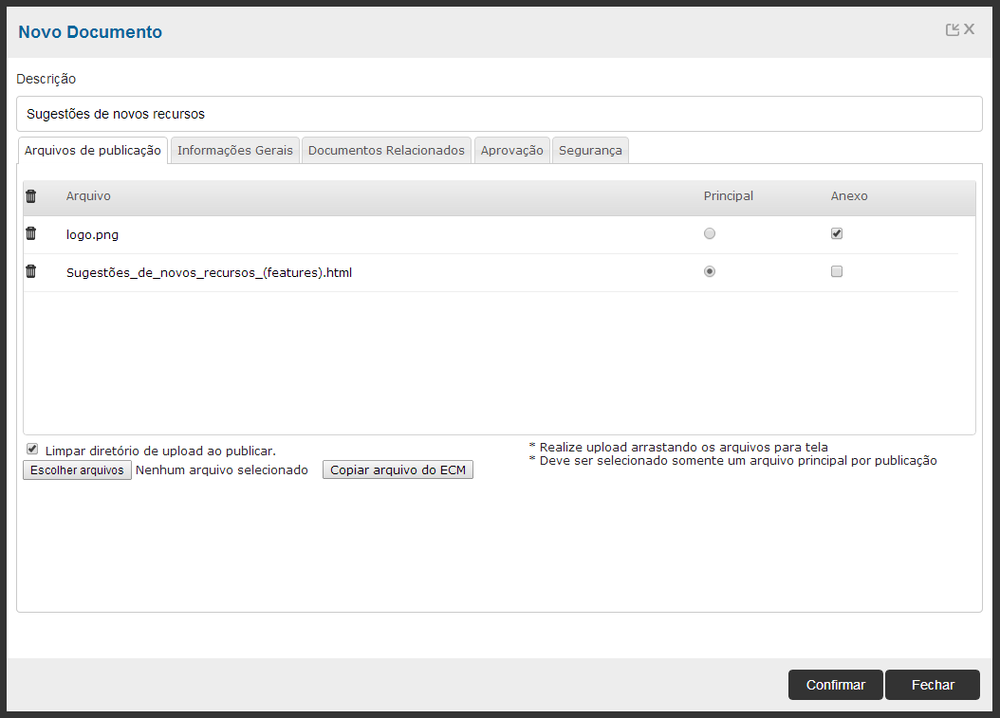 Novo Documento
Descrição
Sugestões de novos recursos
Arquivos de publicação Informações Gerais Documentos Relacionados Aprovação Segurança
Arquivo Principal Anexo
logo.png
Sugestões_de_novos_recursos_(features).html
Limpar diretório de upload ao publicar.
* Realize upload arrastando os arquivos para tela
* Deve ser selecionado somente um arquivo principal por publicação
Escolher arquivos Nenhum arquivo selecionado Copiar arquivo do ECM
Confirmar Fechar